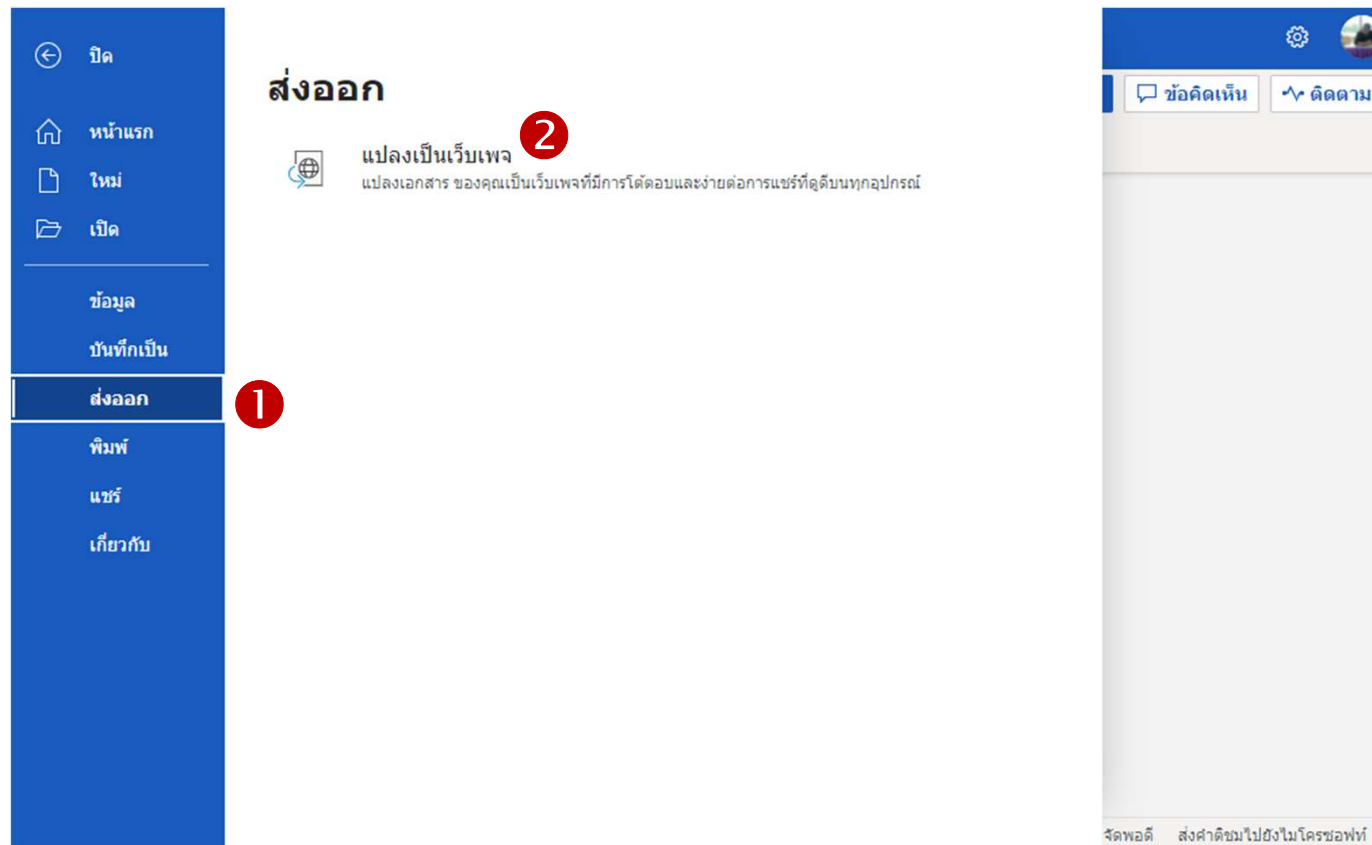 ปิด
หน้าแรก
ใหม่
เปิด
ข้อมูล
บันทึกเป็น
ส่งออก
พิมพ์
แชร์
เกี่ยวกับ
1
ส่งออก
2
แปลงเป็นเว็บเพจ
แปลงเอกสาร ของคุณเป็นเว็บเพจที่มีการโต้ตอบและง่ายต่อการแชร์ที่ดูดีบนทุกอุปกรณ์
ข้อคิดเห็น ติดตาม
จัดพอดี ส่งคำติชมไปยังไมโครซอฟท์